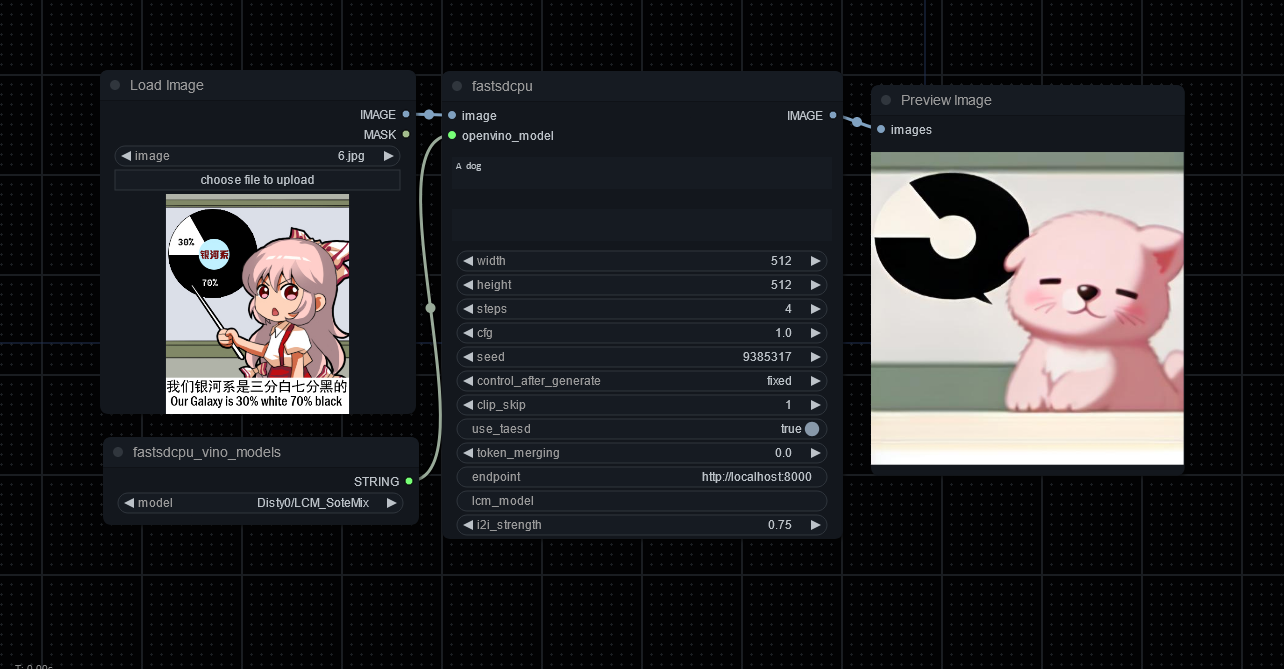 Load Image
IMAGE
MASK
image 6.jpg
choose file to upload
30%
银河系
70%
我们银河系是三分白七分黑的
Our Galaxy is 30% white 70% black
fastsdcpu_vino_models
STRING
model Disty0/LCM_SoteMix
fastsdcpu
image IMAGE
openvino_model
A dog
width 512
height 512
steps 4
cfg 1.0
seed 9385317
control_after_generate fixed
clip_skip 1
use_taesd true
token_merging 0.0
endpoint http://localhost:8000
lcm_model
i2i_strength 0.75
Preview Image
images